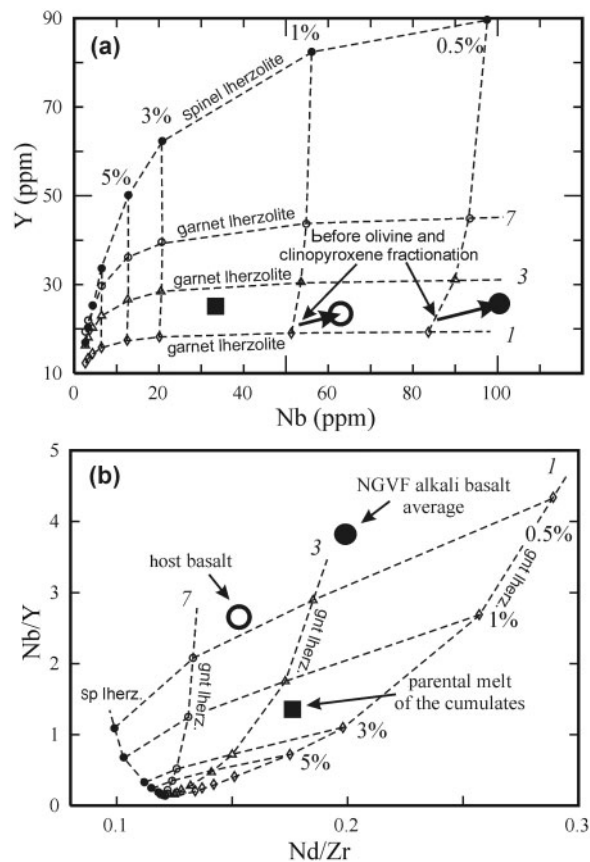 (a)
90
70
50
30
10
Y (ppm)
0
20
40
60
80
100
Nb (ppm)
0.5%
1%
3%
5%
spinel lherzolite
garnet lherzolite
7
Before olivine and
clinopyroxene fractionation
garnet lherzolite
3
garnet lherzolite
1
(b)
5
4
3
2
1
0
Nb/Y
0.1
0.2
0.3
Nd/Zr
NGVF alkali basalt
average
1
0.5%
host basalt
3
7
gnt lherz.
gnt lherz.
gnt lherz.
sp lherz.
1%
parental melt
of the cumulates
3%
5%